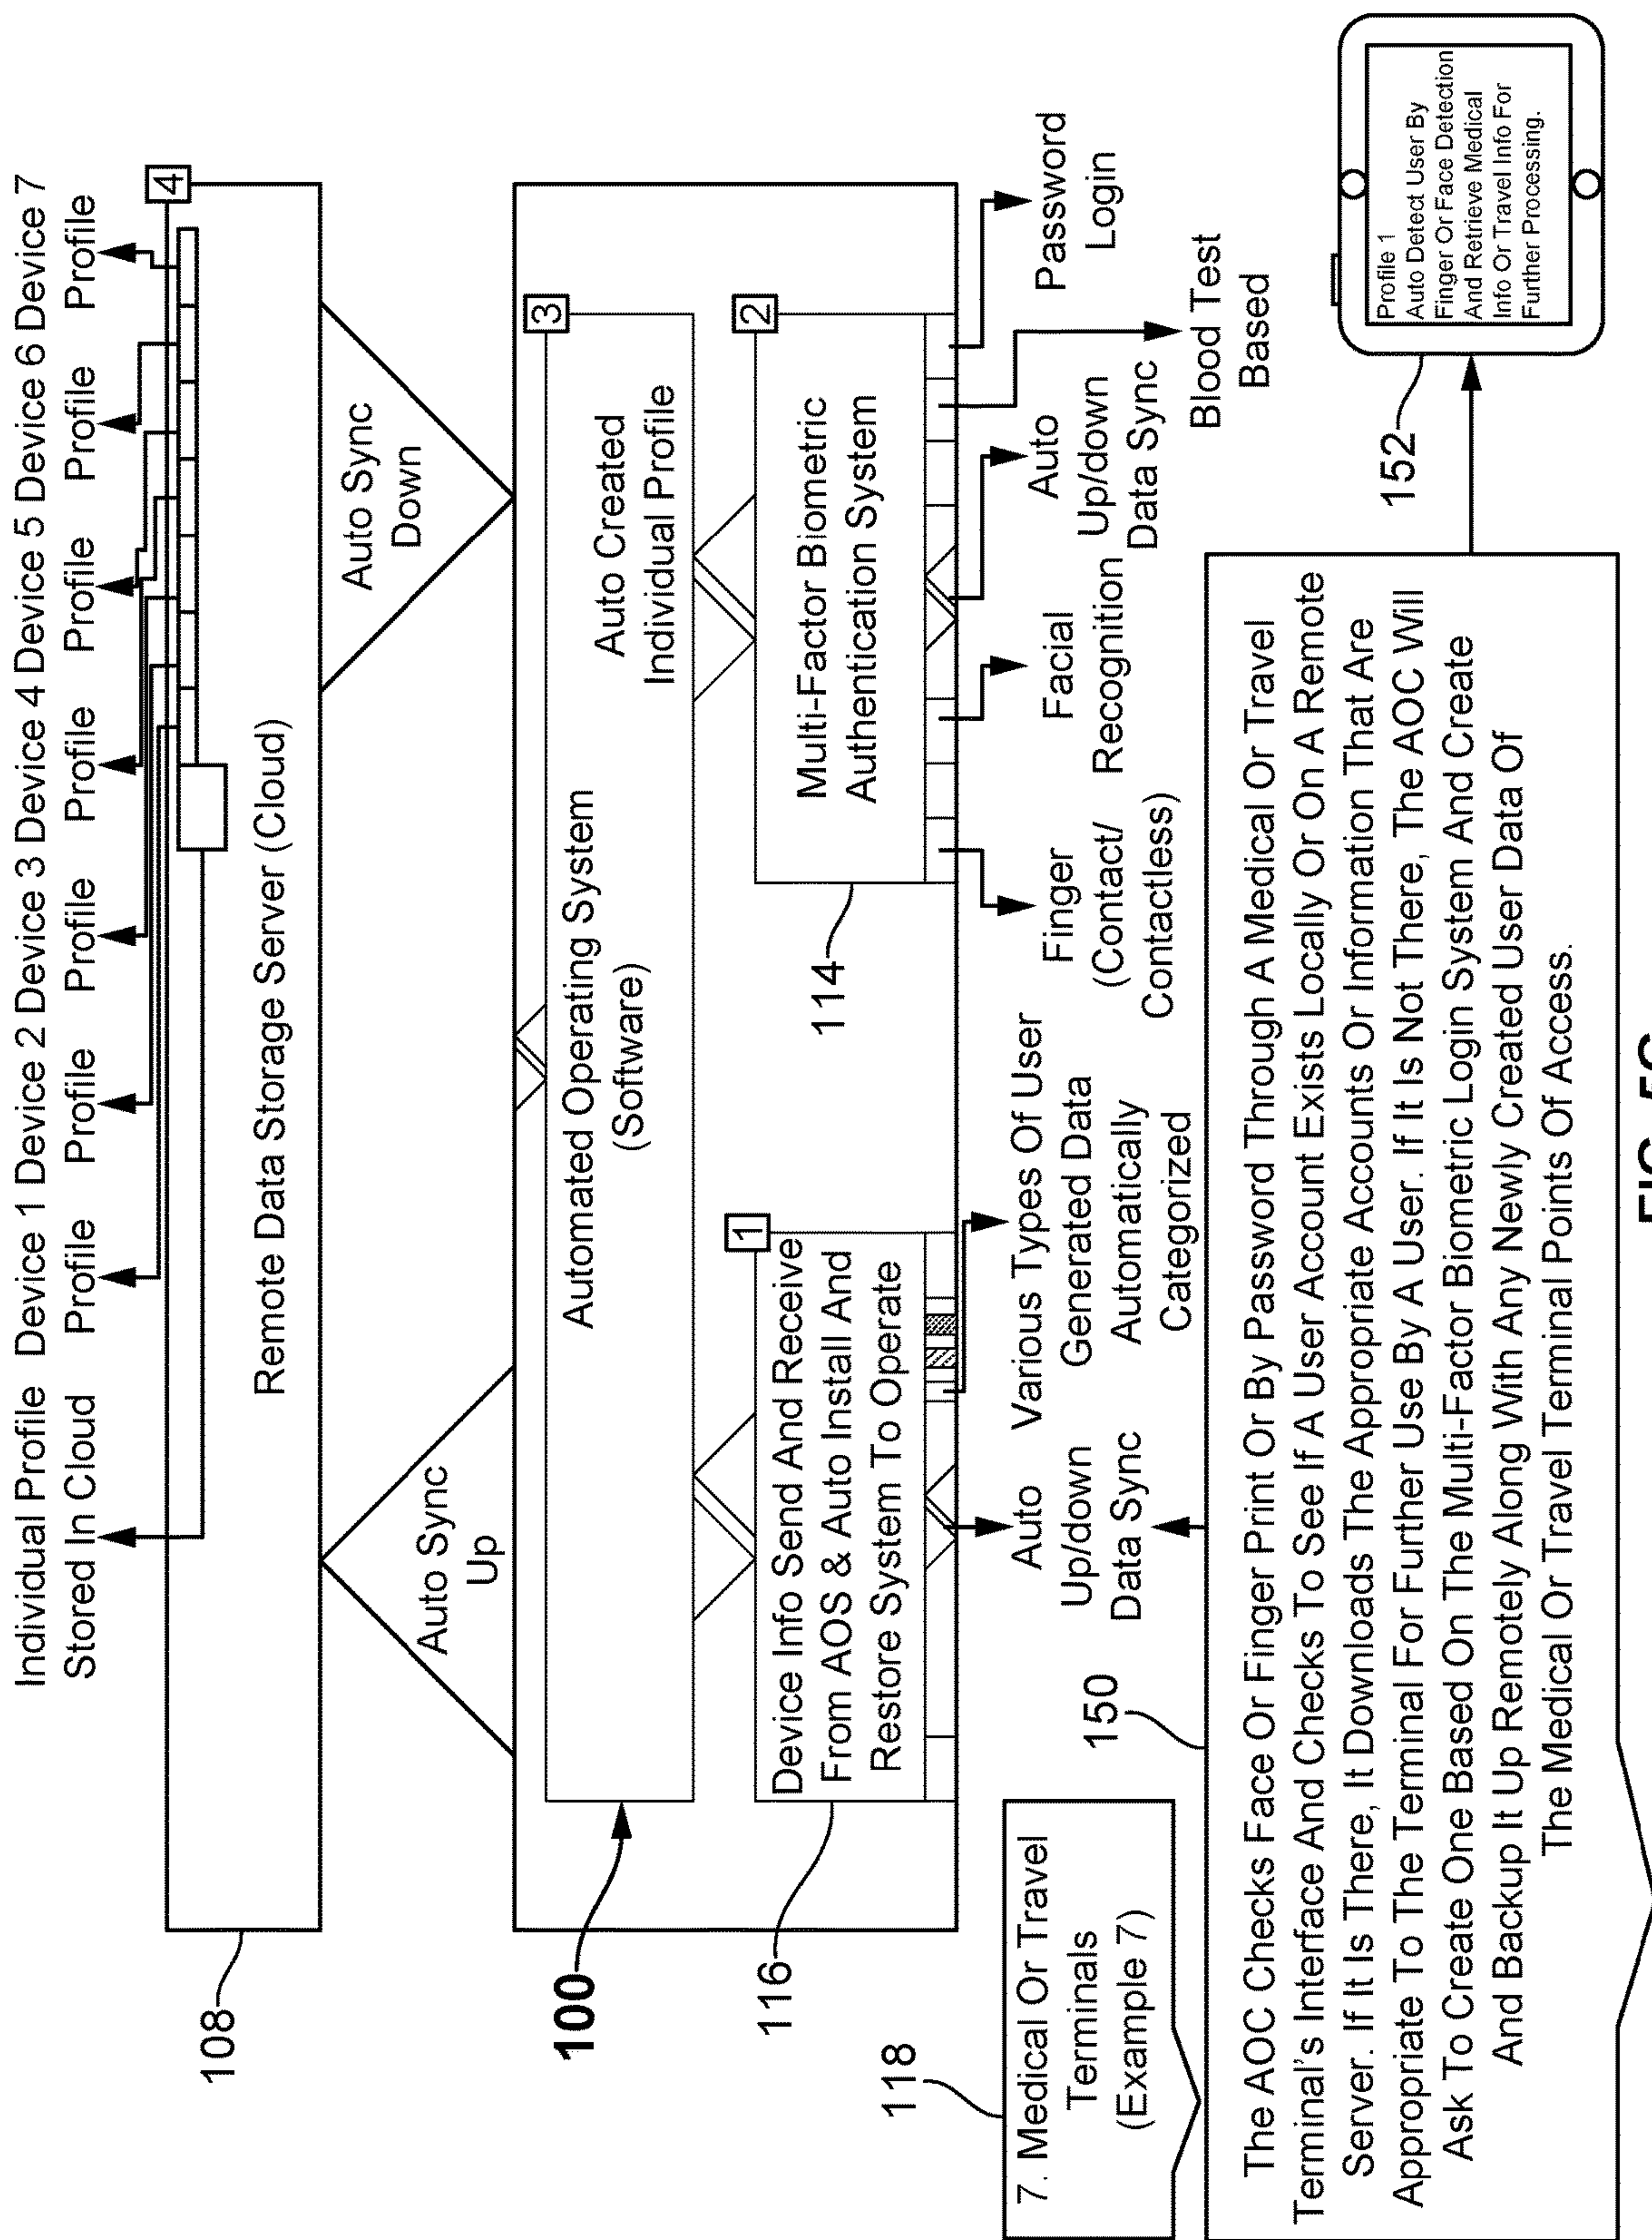 Individual Profile Device 1 Device 2 Device 3 Device 4 Device 5 Device 6 Device 7
Stored In Cloud Profile Profile Profile Profile Profile Profile Profile
4
Remote Data Storage Server (Cloud)
108
Auto Sync
Up
Auto Sync
Down
3
Automated Operating System
(Software)
Auto Created
Individual Profile
100
1
Device Info Send And Receive
From AOS & Auto Install And
Restore System To Operate
116
2
Multi-Factor Biometric
Authentication System
114
Auto
Up/down
Data Sync
Various Types Of User
Generated Data
Automatically
Categorized
Finger
(Contact/
Contactless)
Facial
Recognition
Auto
Up/down
Data Sync
Blood Test
Based
Password
Login
118
7. Medical Or Travel
Terminals
(Example 7)
150
The AOC Checks Face Or Finger Print Or By Password Through A Medical Or Travel
Terminal's Interface And Checks To See If A User Account Exists Locally Or On A Remote
Server. If It Is There, It Downloads The Appropriate Accounts Or Information That Are
Appropriate To The Terminal For Further Use By A User. If It Is Not There, The AOC Will
Ask To Create One Based On The Multi-Factor Biometric Login System And Create
And Backup It Up Remotely Along With Any Newly Created User Data Of
The Medical Or Travel Terminal Points Of Access.
152
Profile 1
Auto Detect User By
Finger Or Face Detection
And Retrieve Medical
Info Or Travel Info For
Further Processing.